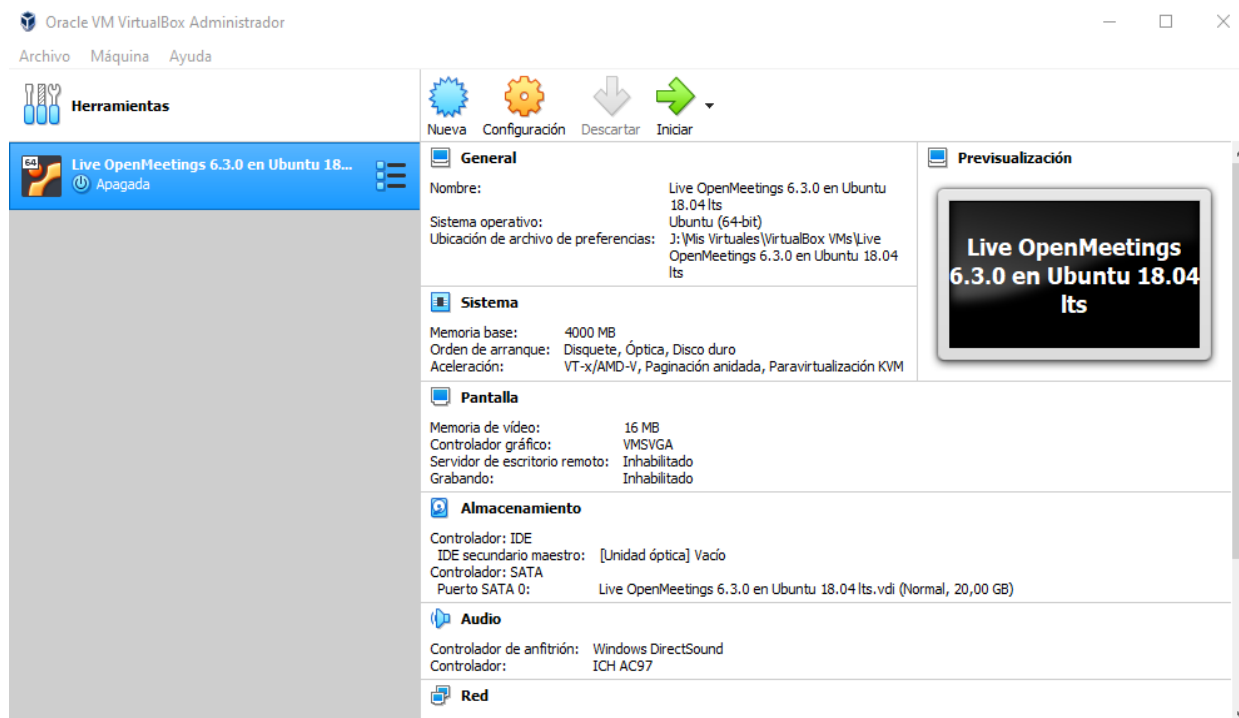 Oracle VM VirtualBox Administrador
Archivo Máquina Ayuda
Herramientas
Nueva Configuración Descartar Iniciar
64
Live OpenMeetings 6.3.0 en Ubuntu 18...
Apagada
General
Nombre: Live OpenMeetings 6.3.0 en Ubuntu
18.04 lts
Sistema operativo: Ubuntu (64-bit)
Ubicación de archivo de preferencias: J:\Mis Virtuales\VirtualBox VMs\Live
OpenMeetings 6.3.0 en Ubuntu 18.04
lts
Previsualización
Live OpenMeetings
6.3.0 en Ubuntu 18.04
lts
Sistema
Memoria base: 4000 MB
Orden de arranque: Disquete, Óptica, Disco duro
Aceleración: VT-x/AMD-V, Paginación anidada, Paravirtualización KVM
Pantalla
Memoria de vídeo: 16 MB
Controlador gráfico: VMSVGA
Servidor de escritorio remoto: Inhabilitado
Grabando: Inhabilitado
Almacenamiento
Controlador: IDE
IDE secundario maestro: [Unidad óptica] Vacío
Controlador: SATA
Puerto SATA 0: Live OpenMeetings 6.3.0 en Ubuntu 18.04 lts.vdi (Normal, 20,00 GB)
Audio
Controlador de anfitrión: Windows DirectSound
Controlador: ICH AC97
Red